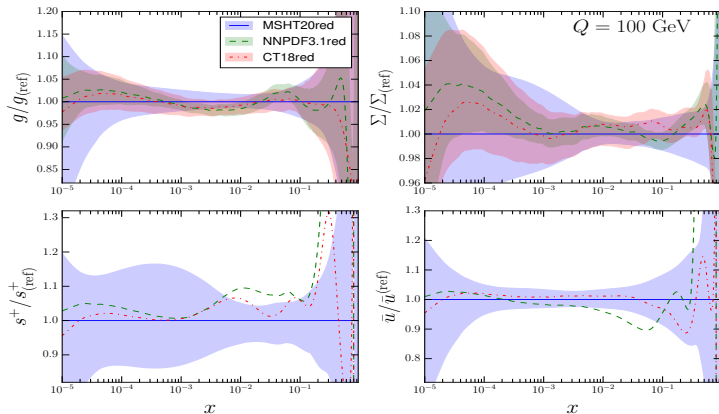 MSHT20red
NNPDF3.1red
CT18red
Q = 100 GeV
g/g(ref)
1.20
1.15
1.10
1.05
1.00
0.95
0.90
0.85
10⁻⁵ 10⁻⁴ 10⁻³ 10⁻² 10⁻¹
Σ/Σ(ref)
1.10
1.08
1.06
1.04
1.02
1.00
0.98
0.96
10⁻⁵ 10⁻⁴ 10⁻³ 10⁻² 10⁻¹
s⁺/s⁺(ref)
1.3
1.2
1.1
1.0
0.9
10⁻⁵ 10⁻⁴ 10⁻³ 10⁻² 10⁻¹
x
ū/ū(ref)
1.3
1.2
1.1
1.0
0.9
0.8
10⁻⁵ 10⁻⁴ 10⁻³ 10⁻² 10⁻¹
x